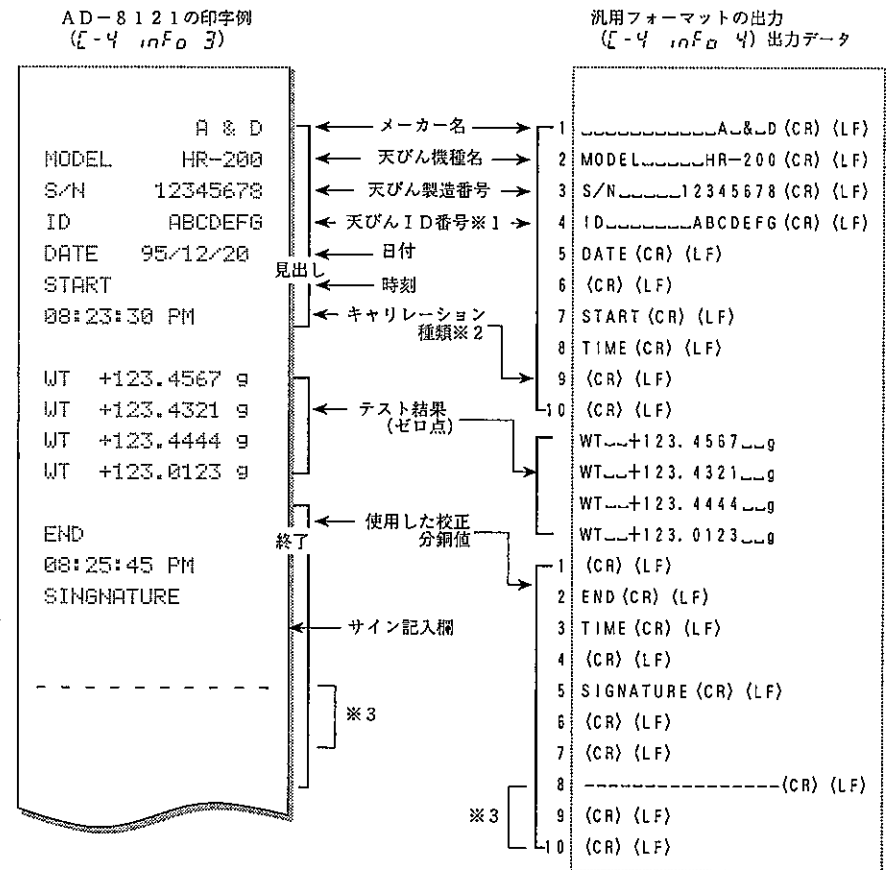 AD-8121の印字例
(C-4 inFo 3)
A & D
MODEL HR-200
S/N 12345678
ID ABCDEFG
DATE 95/12/20
START
08:23:30 PM
WT +123.4567 g
WT +123.4321 g
WT +123.4444 g
WT +123.0123 g
END
08:25:45 PM
SINGNATURE
- - - - - - - - - - -
見出し
終了
※3
メーカー名
天びん機種名
天びん製造番号
天びんID番号※1
日付
時刻
キャリレーション
種類※2
テスト結果
(ゼロ点)
使用した校正
分銅値
サイン記入欄
汎用フォーマットの出力
(C-4 inFo 4) 出力データ
1 ␣␣␣␣␣␣␣␣␣␣␣A␣&␣D〈CR〉〈LF〉
2 MODEL␣␣␣␣␣HR-200〈CR〉〈LF〉
3 S/N␣␣␣␣␣12345678〈CR〉〈LF〉
4 ID␣␣␣␣␣␣␣ABCDEFG〈CR〉〈LF〉
5 DATE〈CR〉〈LF〉
6 〈CR〉〈LF〉
7 START〈CR〉〈LF〉
8 TIME〈CR〉〈LF〉
9 〈CR〉〈LF〉
10 〈CR〉〈LF〉
WT␣␣+123.4567␣␣g
WT␣␣+123.4321␣␣g
WT␣␣+123.4444␣␣g
WT␣␣+123.0123␣␣g
1 〈CR〉〈LF〉
2 END〈CR〉〈LF〉
3 TIME〈CR〉〈LF〉
4 〈CR〉〈LF〉
5 SIGNATURE〈CR〉〈LF〉
6 〈CR〉〈LF〉
7 〈CR〉〈LF〉
8 ----------------〈CR〉〈LF〉
※3
9 〈CR〉〈LF〉
10 〈CR〉〈LF〉